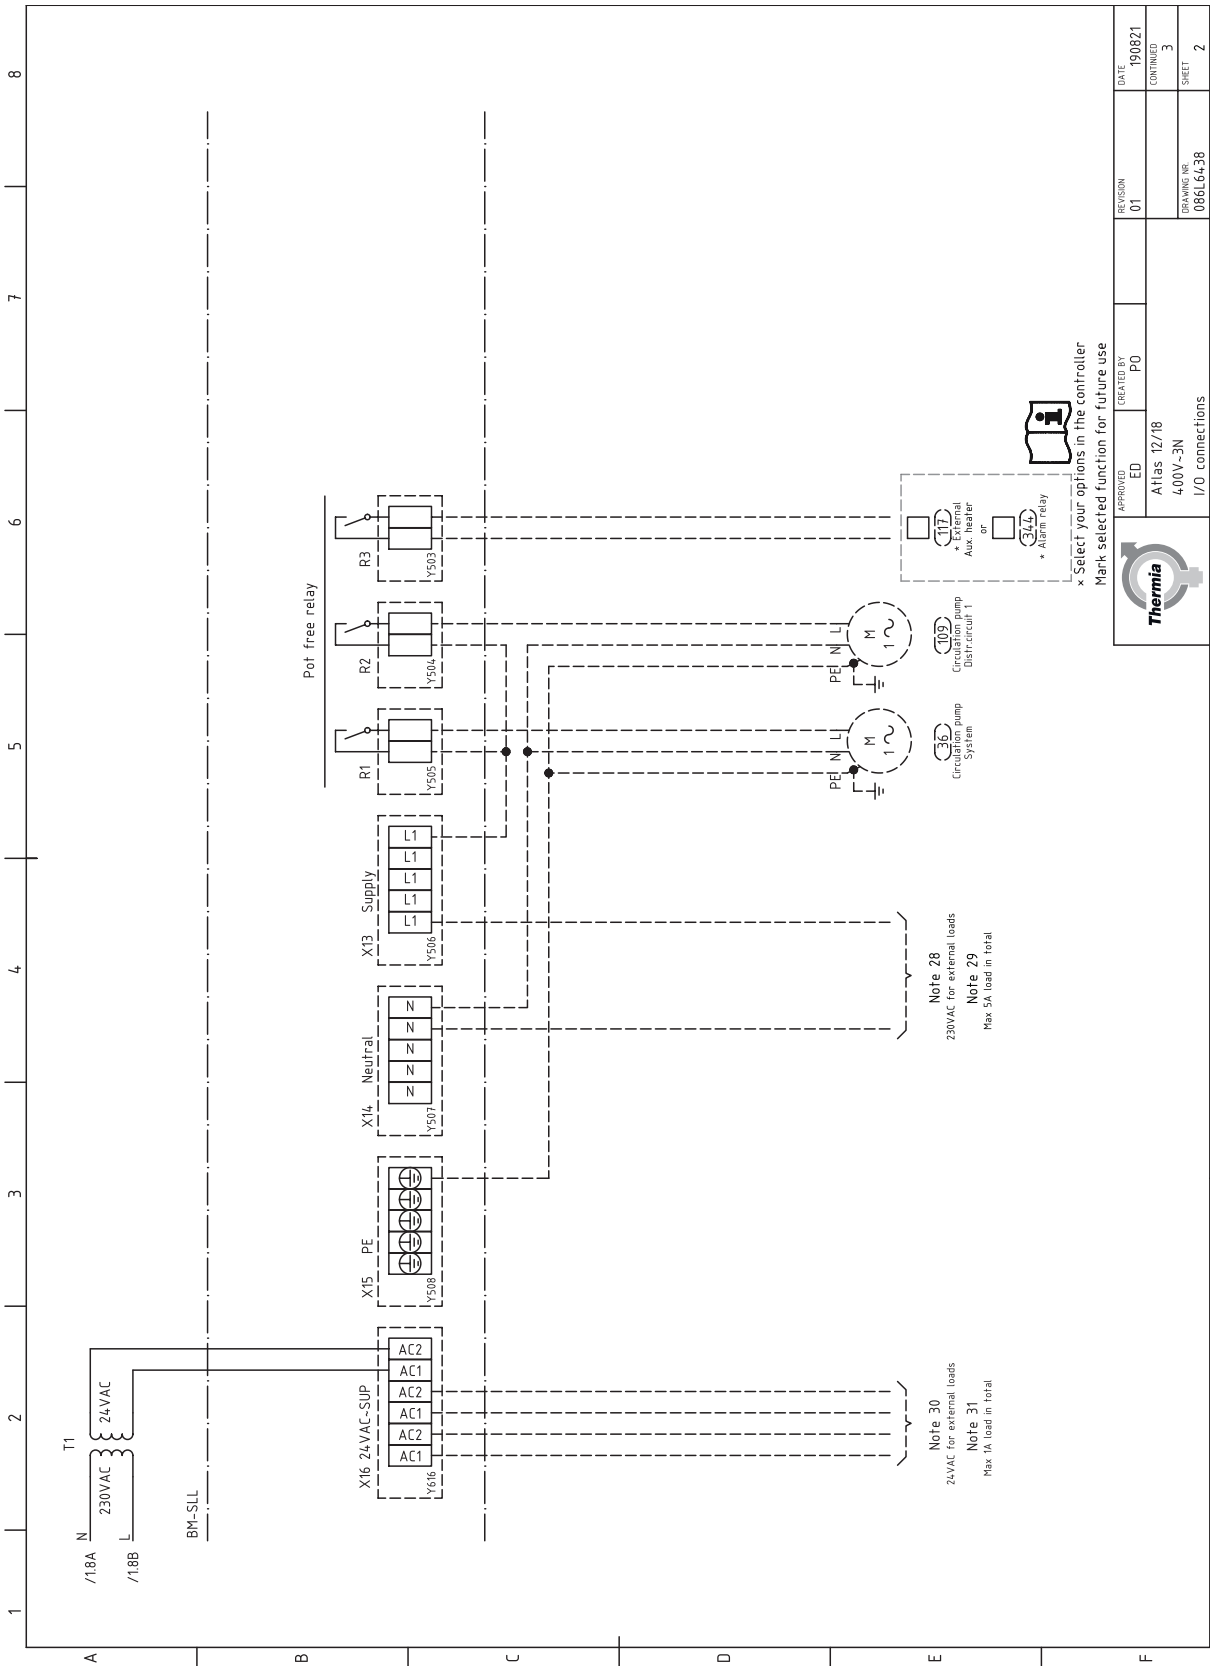 1 2 3 4 5 6 7 8
A
B
C
D
E
F
T1
/1.8A N
230VAC
24VAC
/1.8B L
BM-SLL
Pot free relay
X16 24VAC~SUP
X15 PE
X14 Neutral
X13 Supply
R1
R2
R3
AC1 AC2 AC1 AC2 AC1 AC2
N N N N N
L1 L1 L1 L1 L1
Y616
Y508
Y507
Y506
Y505
Y504
Y503
PE N L
M
1
PE N L
M
1
Note 30
24VAC for external loads
Note 31
Max 1A load in total
Note 28
230VAC for external loads
Note 29
Max 5A load in total
36
Circulation pump
System
109
Circulation pump
Distr.circuit 1
117
* External
Aux. heater
or
344
* Alarm relay
i
× Select your options in the controller
Mark selected function for future use
Thermia
APPROVED
ED
CREATED BY
PO
REVISION
01
DATE
190821
Atlas 12/18
400V~3N
I/O connections
CONTINUED
3
DRAWING NR.
086L6438
SHEET
2